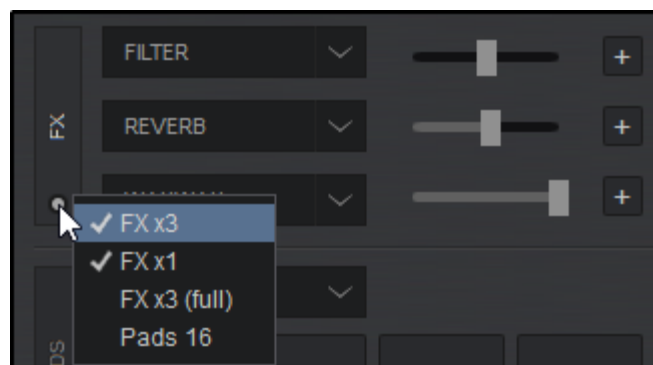 FILTER
+
FX
REVERB
+
+
FX x3
FX x1
FX x3 (full)
Pads 16